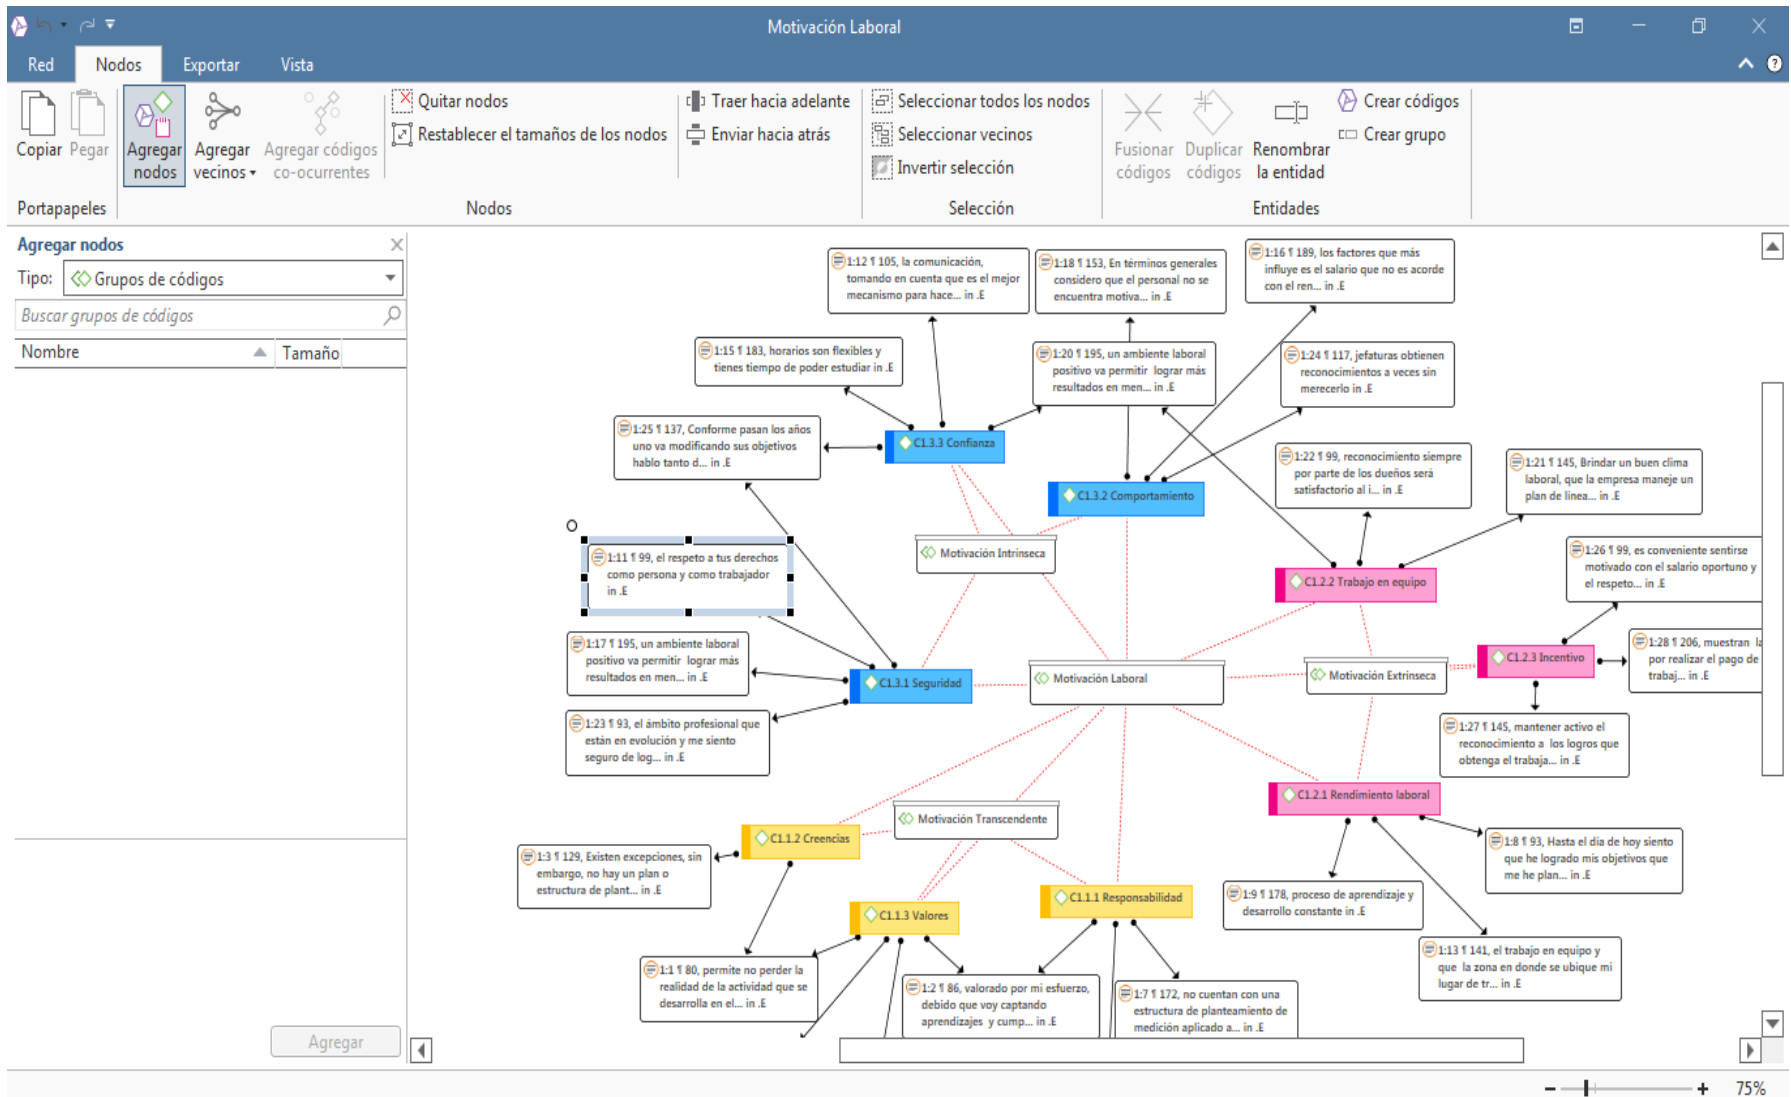 Motivación Laboral
Red
Nodos
Exportar
Vista
Copiar
Pegar
Agregar
nodos
Agregar
vecinos
Agregar códigos
co-ocurrentes
Quitar nodos
Restablecer el tamaños de los nodos
Traer hacia adelante
Enviar hacia atrás
Seleccionar todos los nodos
Seleccionar vecinos
Invertir selección
Fusionar
códigos
Duplicar
códigos
Renombrar
la entidad
Crear códigos
Crear grupo
Portapapeles
Nodos
Selección
Entidades
Agregar nodos
Tipo:
Grupos de códigos
Buscar grupos de códigos
Nombre
Tamaño
Agregar
1:12 ¶ 105, la comunicación,
tomando en cuenta que es el mejor
mecanismo para hace... in .E
1:18 ¶ 153, En términos generales
considero que el personal no se
encuentra motiva... in .E
1:16 ¶ 189, los factores que más
influye es el salario que no es acorde
con el ren... in .E
1:15 ¶ 183, horarios son flexibles y
tienes tiempo de poder estudiar in .E
1:20 ¶ 195, un ambiente laboral
positivo va permitir lograr más
resultados en men... in .E
1:24 ¶ 117, jefaturas obtienen
reconocimientos a veces sin
merecerlo in .E
1:25 ¶ 137, Conforme pasan los años
uno va modificando sus objetivos
hablo tanto d... in .E
C1.3.3 Confianza
C1.3.2 Comportamiento
1:22 ¶ 99, reconocimiento siempre
por parte de los dueños será
satisfactorio al i... in .E
1:21 ¶ 145, Brindar un buen clima
laboral, que la empresa maneje un
plan de linea... in .E
1:11 ¶ 99, el respeto a tus derechos
como persona y como trabajador
in .E
Motivación Intrinseca
C1.2.2 Trabajo en equipo
1:26 ¶ 99, es conveniente sentirse
motivado con el salario oportuno y
el respeto... in .E
1:17 ¶ 195, un ambiente laboral
positivo va permitir lograr más
resultados en men... in .E
C1.3.1 Seguridad
Motivación Laboral
Motivación Extrinseca
C1.2.3 Incentivo
1:28 ¶ 206, muestran la
por realizar el pago de
trabaj... in .E
1:23 ¶ 93, el ámbito profesional que
están en evolución y me siento
seguro de log... in .E
1:27 ¶ 145, mantener activo el
reconocimiento a los logros que
obtenga el trabaja... in .E
C1.2.1 Rendimiento laboral
Motivación Transcendente
C1.1.2 Creencias
1:3 ¶ 129, Existen excepciones, sin
embargo, no hay un plan o
estructura de plant... in .E
1:8 ¶ 93, Hasta el dia de hoy siento
que he logrado mis objetivos que
me he plan... in .E
1:9 ¶ 178, proceso de aprendizaje y
desarrollo constante in .E
C1.1.3 Valores
C1.1.1 Responsabilidad
1:13 ¶ 141, el trabajo en equipo y
que la zona en donde se ubique mi
lugar de tr... in .E
1:1 ¶ 80, permite no perder la
realidad de la actividad que se
desarrolla en el... in .E
1:2 ¶ 86, valorado por mi esfuerzo,
debido que voy captando
aprendizajes y cump... in .E
1:7 ¶ 172, no cuentan con una
estructura de planteamiento de
medición aplicado a... in .E
75%